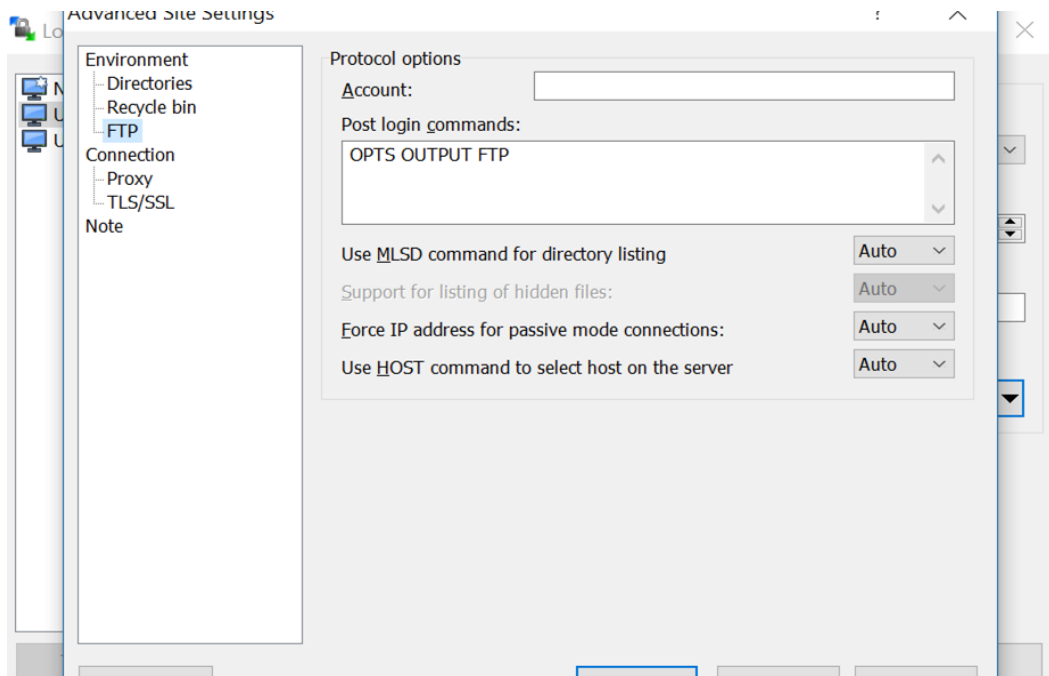 Advanced Site Settings
?
Lo
N
U
U
Environment
Directories
Recycle bin
FTP
Connection
Proxy
TLS/SSL
Note
Protocol options
Account:
Post login commands:
OPTS OUTPUT FTP
Use MLSD command for directory listing
Auto
Support for listing of hidden files:
Auto
Force IP address for passive mode connections:
Auto
Use HOST command to select host on the server
Auto